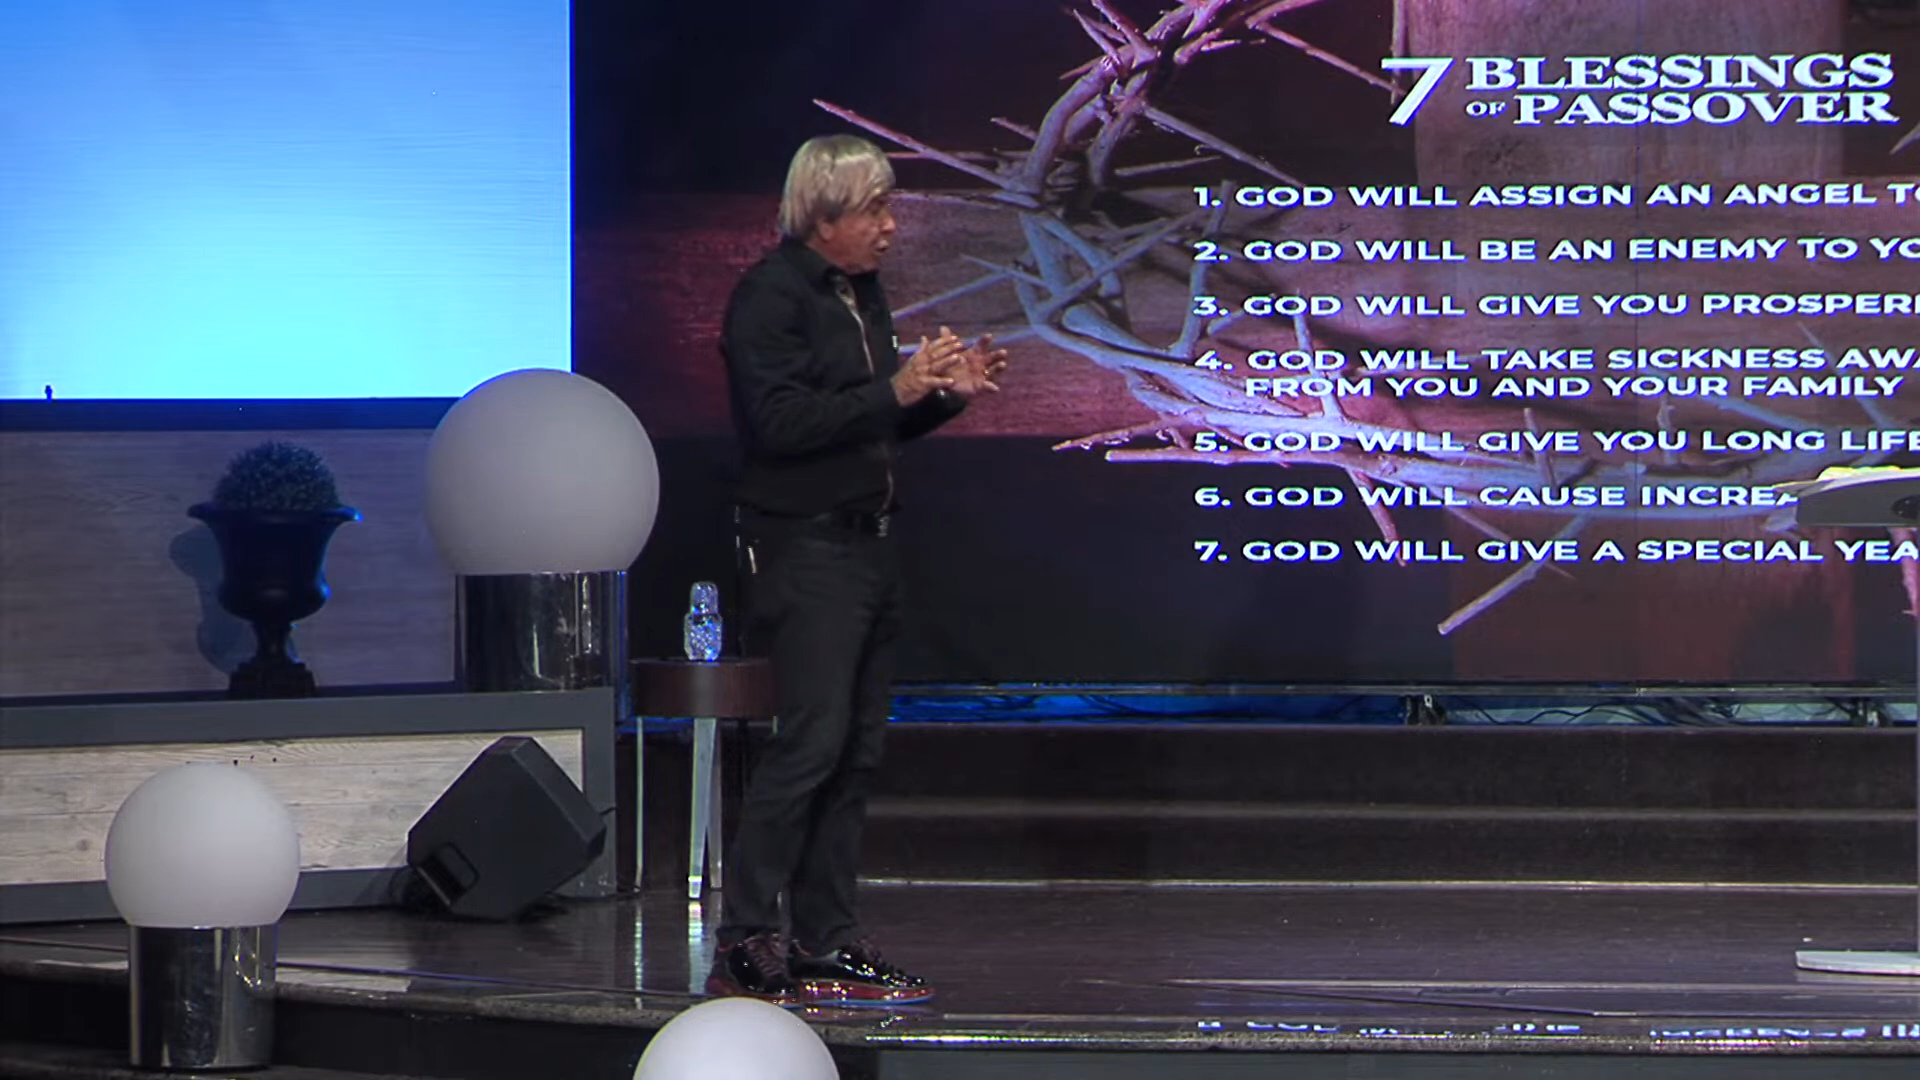 7 BLESSINGS
OF PASSOVER
1. GOD WILL ASSIGN AN ANGEL
2. GOD WILL BE AN ENEMY TO
3. GOD WILL GIVE YOU
4. GOD WILL TAKE SICKNESS
FROM YOU AND YOUR FAMILY
5. GOD WILL GIVE YOU LONG LIFE
6. GOD WILL CAUSE
7. GOD WILL GIVE A SPECIAL